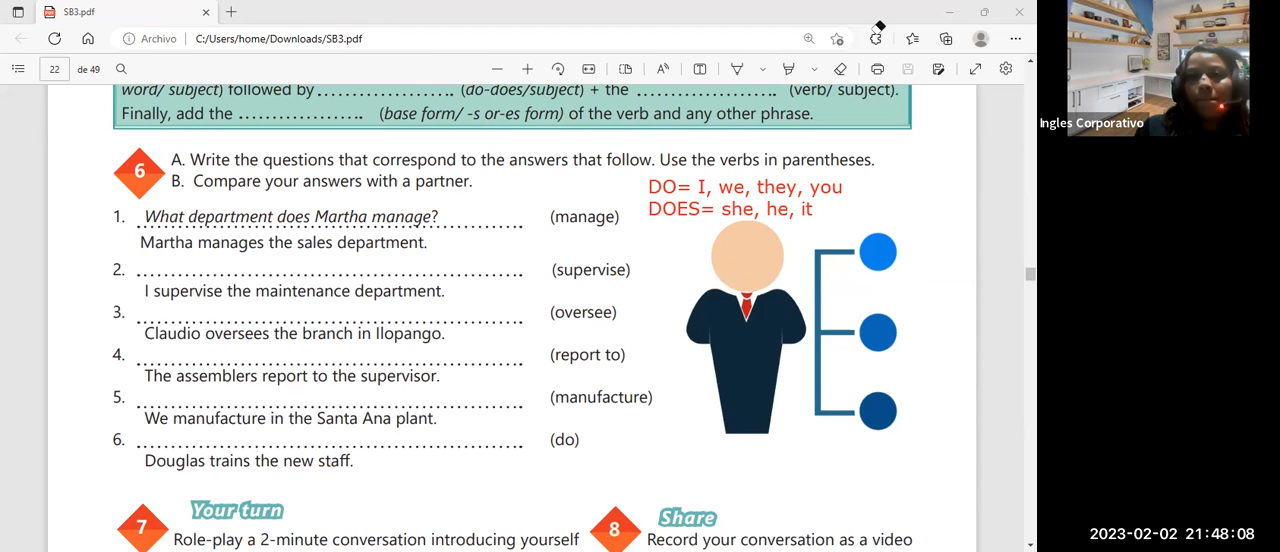 SB3.pdf
Archivo C:/Users/home/Downloads/SB3.pdf
22 de 49
word/ subject) followed by..................... (do-does/subject) + the ..................... (verb/ subject).
Finally, add the ................... (base form/ -s or-es form) of the verb and any other phrase.
6 A. Write the questions that correspond to the answers that follow. Use the verbs in parentheses.
B. Compare your answers with a partner.
DO= I, we, they, you
DOES= she, he, it
1. What department does Martha manage? (manage)
Martha manages the sales department.
2. (supervise)
I supervise the maintenance department.
3. (oversee)
Claudio oversees the branch in Ilopango.
4. (report to)
The assemblers report to the supervisor.
5. (manufacture)
We manufacture in the Santa Ana plant.
6. (do)
Douglas trains the new staff.
7 Your turn
Role-play a 2-minute conversation introducing yourself
8 Share
Record your conversation as a video
Ingles Corporativo
2023-02-02 21:48:08